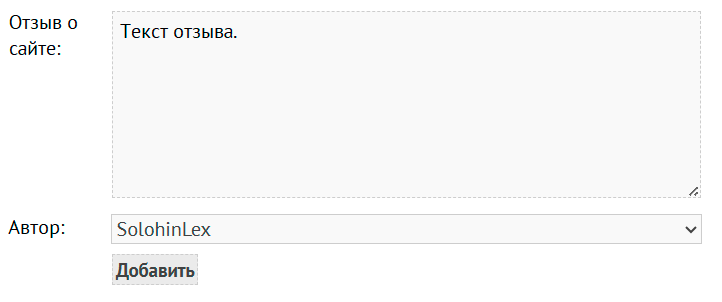 Отзыв о
сайте:
Текст отзыва.
Автор:
SolohinLex
Добавить